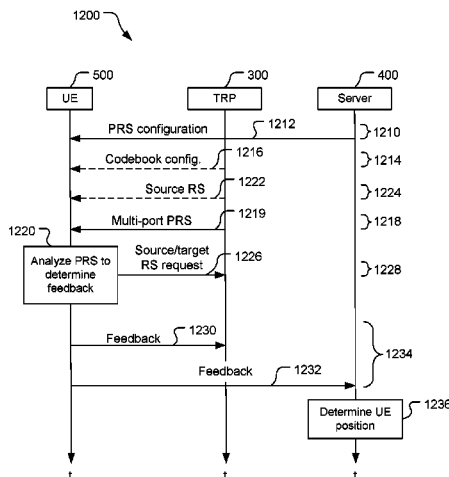 1200
500
300
400
UE
TRP
Server
PRS configuration
1212
1210
Codebook config.
1216
1214
Source RS
1222
1224
Multi-port PRS
1219
1218
1220
Analyze PRS to
determine
feedback
Source/target
RS request
1226
1228
Feedback
1230
Feedback
1232
1234
Determine UE
position
1236
t
t
t